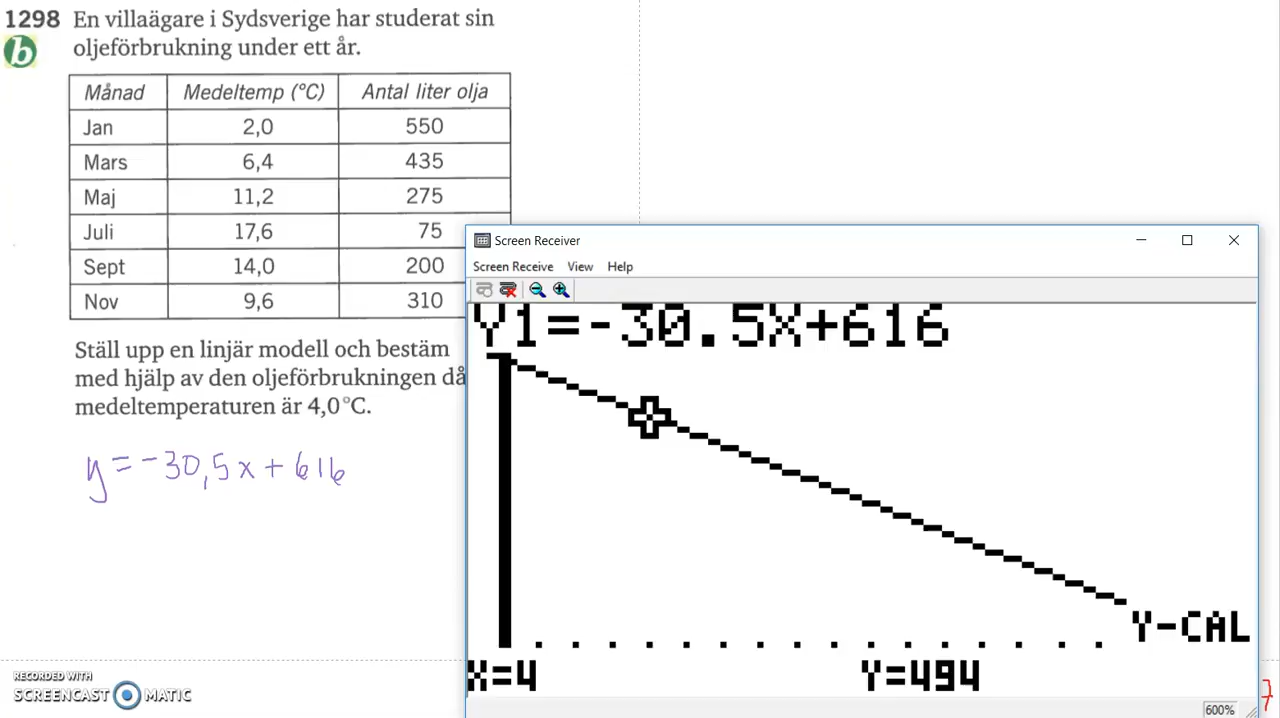 1298 En villaägare i Sydsverige har studerat sin
b oljeförbrukning under ett år.
Månad Medeltemp (°C) Antal liter olja
Jan 2,0 550
Mars 6,4 435
Maj 11,2 275
Juli 17,6 75
Sept 14,0 200
Nov 9,6 310
Ställ upp en linjär modell och bestäm
med hjälp av den oljeförbrukningen då
medeltemperaturen är 4,0 °C.
y = -30,5x + 616
Screen Receiver
Screen Receive View Help
Y1=-30.5X+616
Y-CAL
X=4 Y=494
600%
RECORDED WITH
SCREENCAST MATIC
7